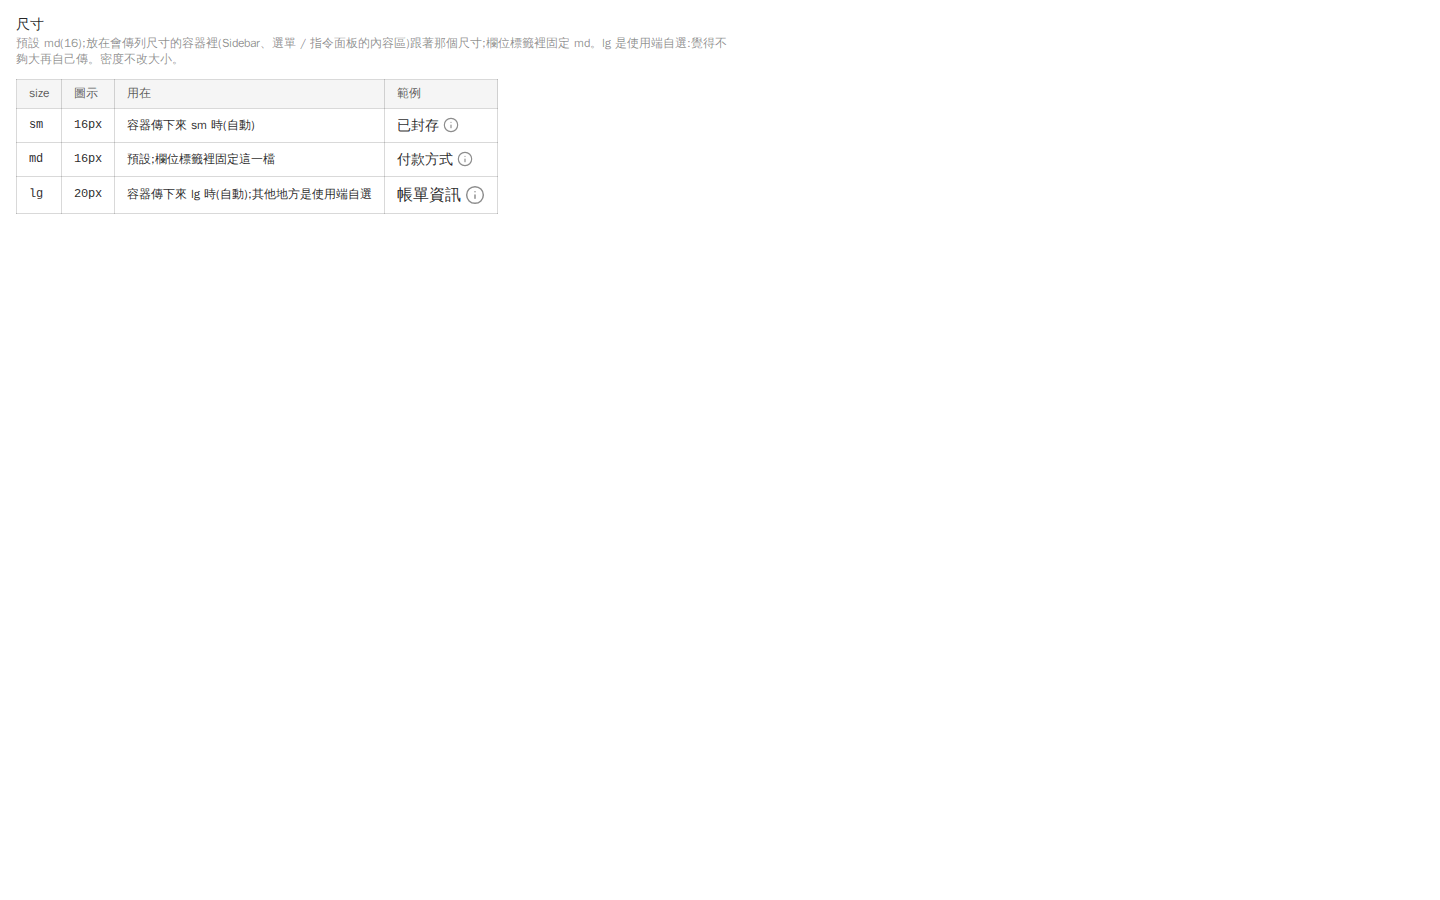 尺寸
預設 md(16);放在會傳列尺寸的容器裡(Sidebar、選單 / 指令面板的內容區)跟著那個尺寸;欄位標籤裡固定 md。lg 是使用端自選:覺得不
夠大再自己傳。密度不改大小。
size 圖示 用在 範例
sm 16px 容器傳下來 sm 時(自動) 已封存
md 16px 預設;欄位標籤裡固定這一檔 付款方式
lg 20px 容器傳下來 lg 時(自動);其他地方是使用端自選 帳單資訊